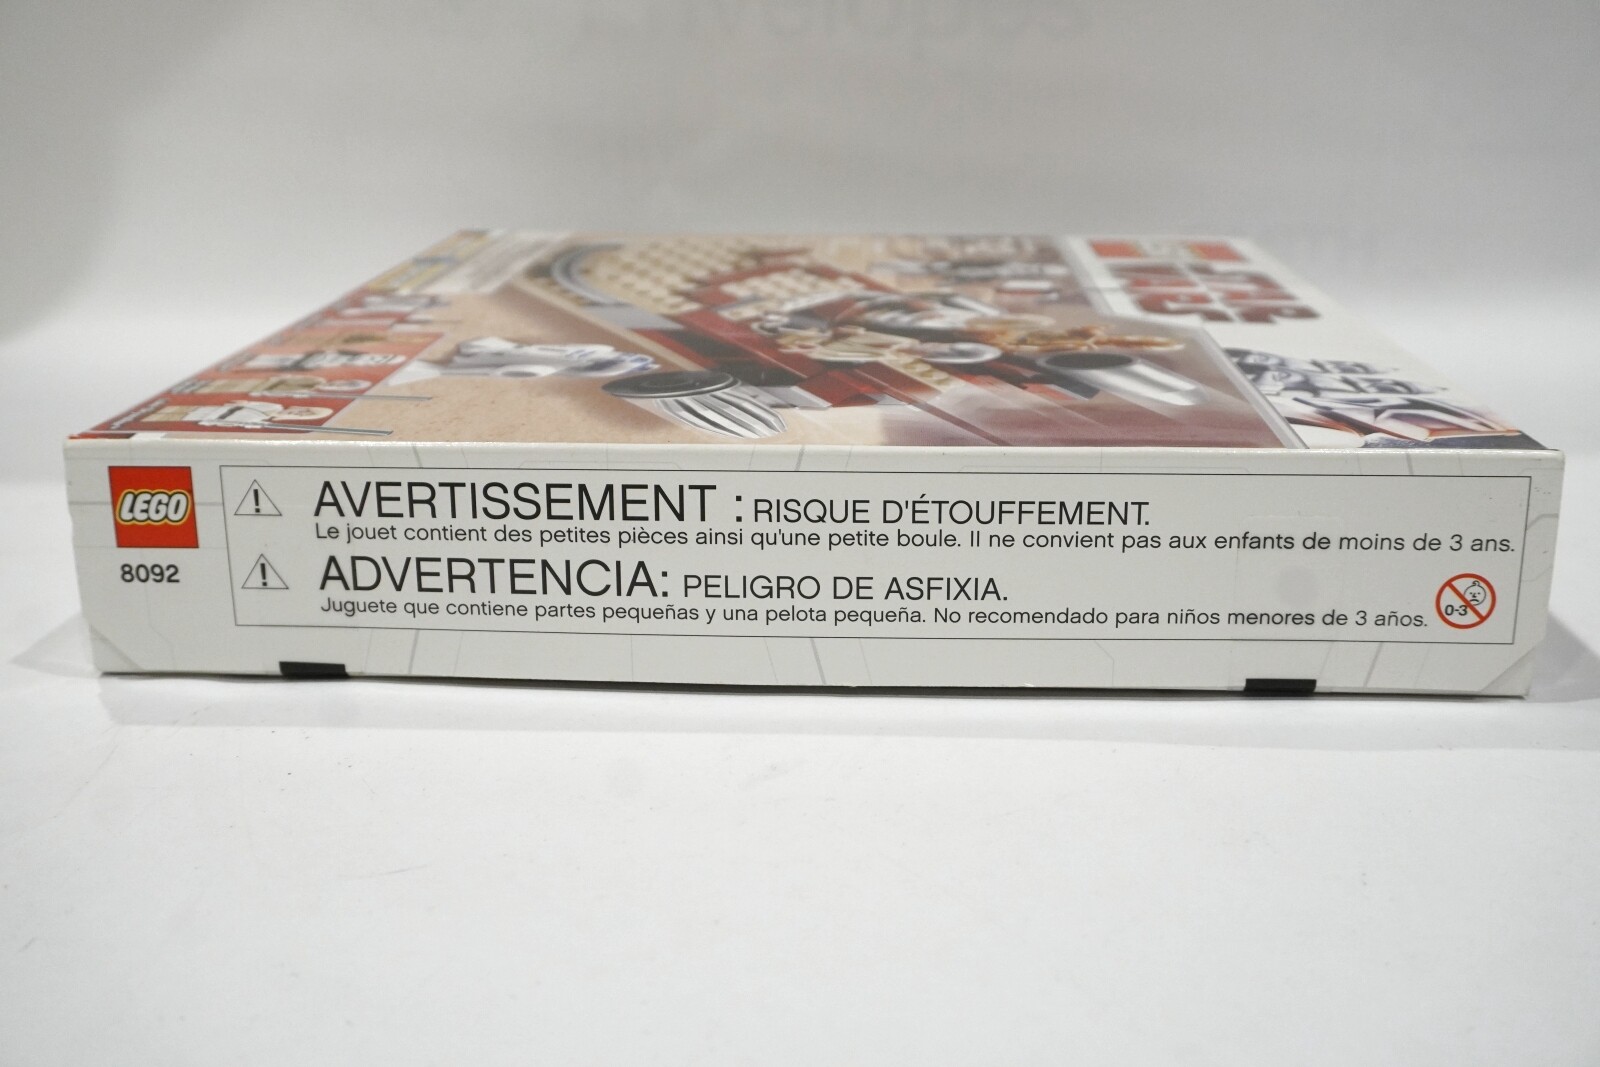 LEGO
8092
AVERTISSEMENT : RISQUE D'ÉTOUFFEMENT.
Le jouet contient des petites pièces ainsi qu'une petite boule. Il ne convient pas aux enfants de moins de 3 ans.
ADVERTENCIA: PELIGRO DE ASFIXIA.
Juguete que contiene partes pequeñas y una pelota pequeña. No recomendado para niños menores de 3 años.
0-3
STAR
WARS